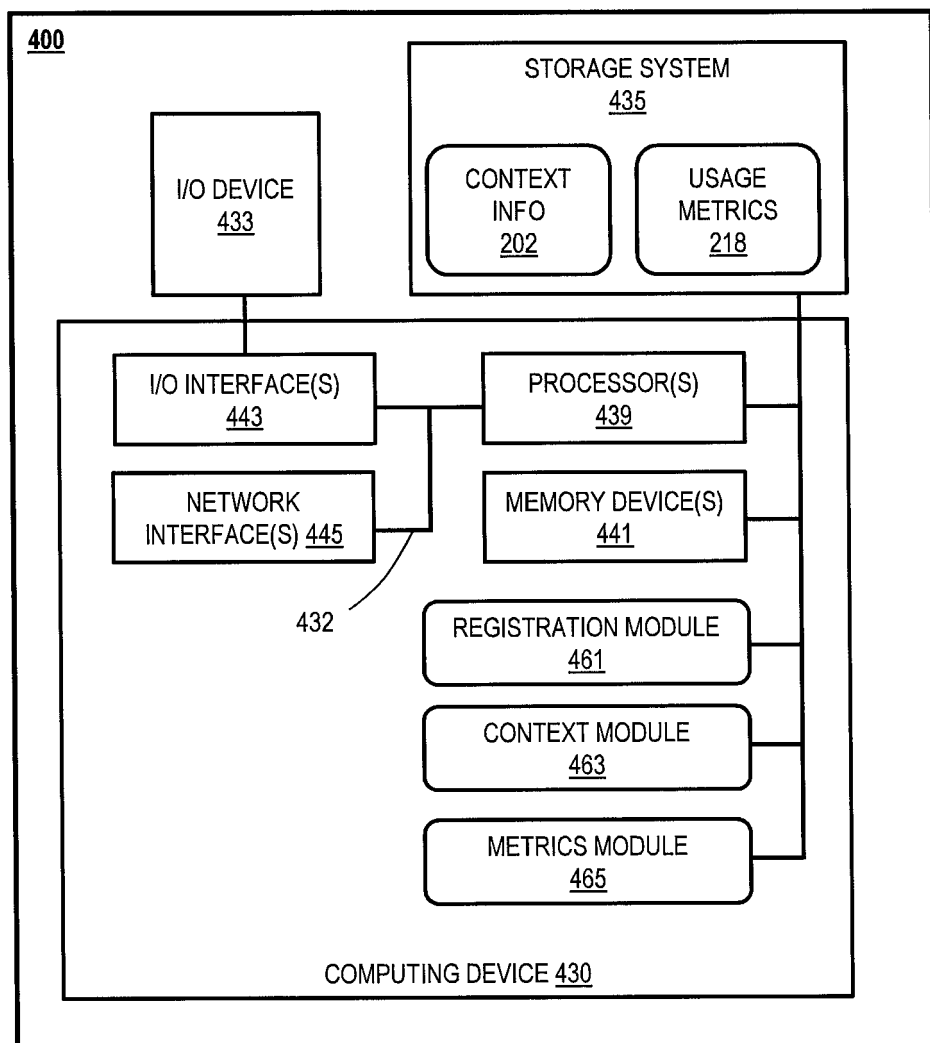 400
STORAGE SYSTEM
435
I/O DEVICE
433
CONTEXT
INFO
202
USAGE
METRICS
218
I/O INTERFACE(S)
443
PROCESSOR(S)
439
NETWORK
INTERFACE(S) 445
MEMORY DEVICE(S)
441
432
REGISTRATION MODULE
461
CONTEXT MODULE
463
METRICS MODULE
465
COMPUTING DEVICE 430